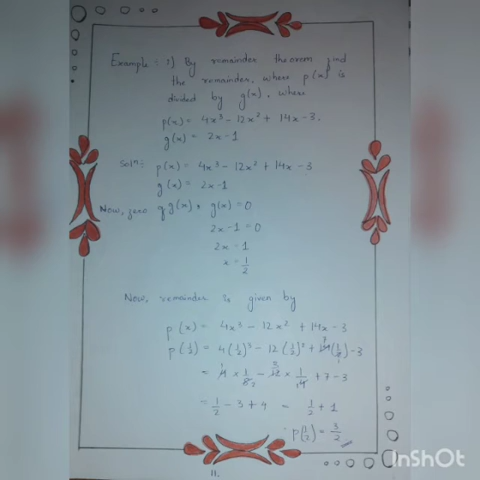 Example :- 1) By remainder theorem find
the remainder, where p(x) is
divided by g(x), where
p(x) = 4x³ - 12x² + 14x - 3.
g(x) = 2x-1
Solⁿ:- p(x) = 4x³ - 12x² + 14x - 3
g(x) = 2x-1
Now, zero of g(x), g(x) = 0
2x-1 = 0
2x = 1
x = 1/2
Now, remainder is given by
p(x) = 4x³ - 12x² + 14x - 3
p(1/2) = 4(1/2)³ - 12(1/2)² + 14(1/2) - 3
= 4 × 1/8 - 12 × 1/4 + 7 - 3
= 1/2 - 3 + 4 = 1/2 + 1
p(1/2) = 3/2
11.
InShOt